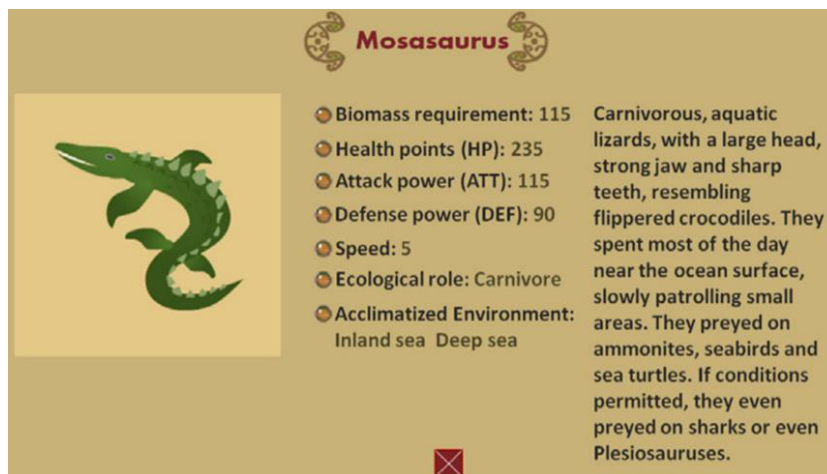 Mosasaurus
Biomass requirement: 115
Health points (HP): 235
Attack power (ATT): 115
Defense power (DEF): 90
Speed: 5
Ecological role: Carnivore
Acclimatized Environment:
Inland sea Deep sea
Carnivorous, aquatic
lizards, with a large head,
strong jaw and sharp
teeth, resembling
flippered crocodiles. They
spent most of the day
near the ocean surface,
slowly patrolling small
areas. They preyed on
ammonites, seabirds and
sea turtles. If conditions
permitted, they even
preyed on sharks or even
Plesiosauruses.